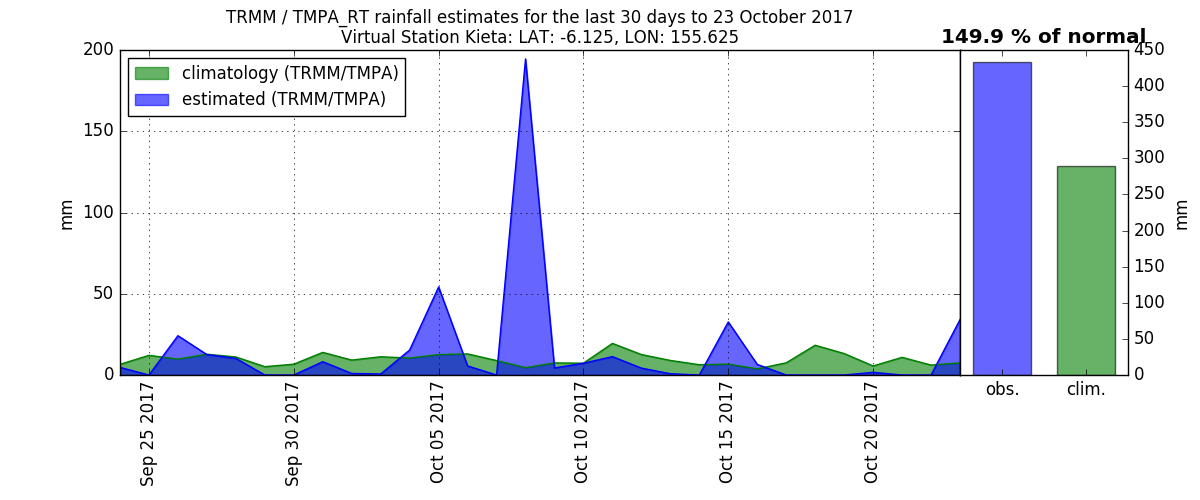 TRMM / TMPA_RT rainfall estimates for the last 30 days to 23 October 2017
Virtual Station Kieta: LAT: -6.125, LON: 155.625
149.9 % of normal
climatology (TRMM/TMPA)
estimated (TRMM/TMPA)
200
150
100
50
0
mm
Sep 25 2017
Sep 30 2017
Oct 05 2017
Oct 10 2017
Oct 15 2017
Oct 20 2017
450
400
350
300
250
200
150
100
50
0
mm
obs.
clim.